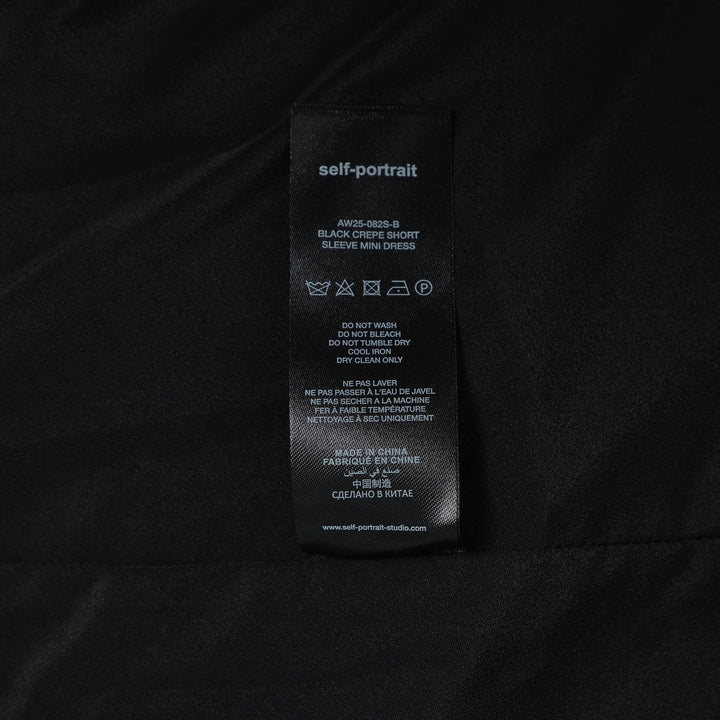 self-portrait
AW25-082S-B
BLACK CREPE SHORT
SLEEVE MINI DRESS
P
DO NOT WASH
DO NOT BLEACH
DO NOT TUMBLE DRY
COOL IRON
DRY CLEAN ONLY
NE PAS LAVER
NE PAS PASSER À L'EAU DE JAVEL
NE PAS SECHER A LA MACHINE
FER À FAIBLE TEMPÉRATURE
NETTOYAGE À SEC UNIQUEMENT
MADE IN CHINA
FABRIQUÉ EN CHINE
صنع في الصين
中国制造
СДЕЛАНО В КИТАЕ
www.self-portrait-studio.com